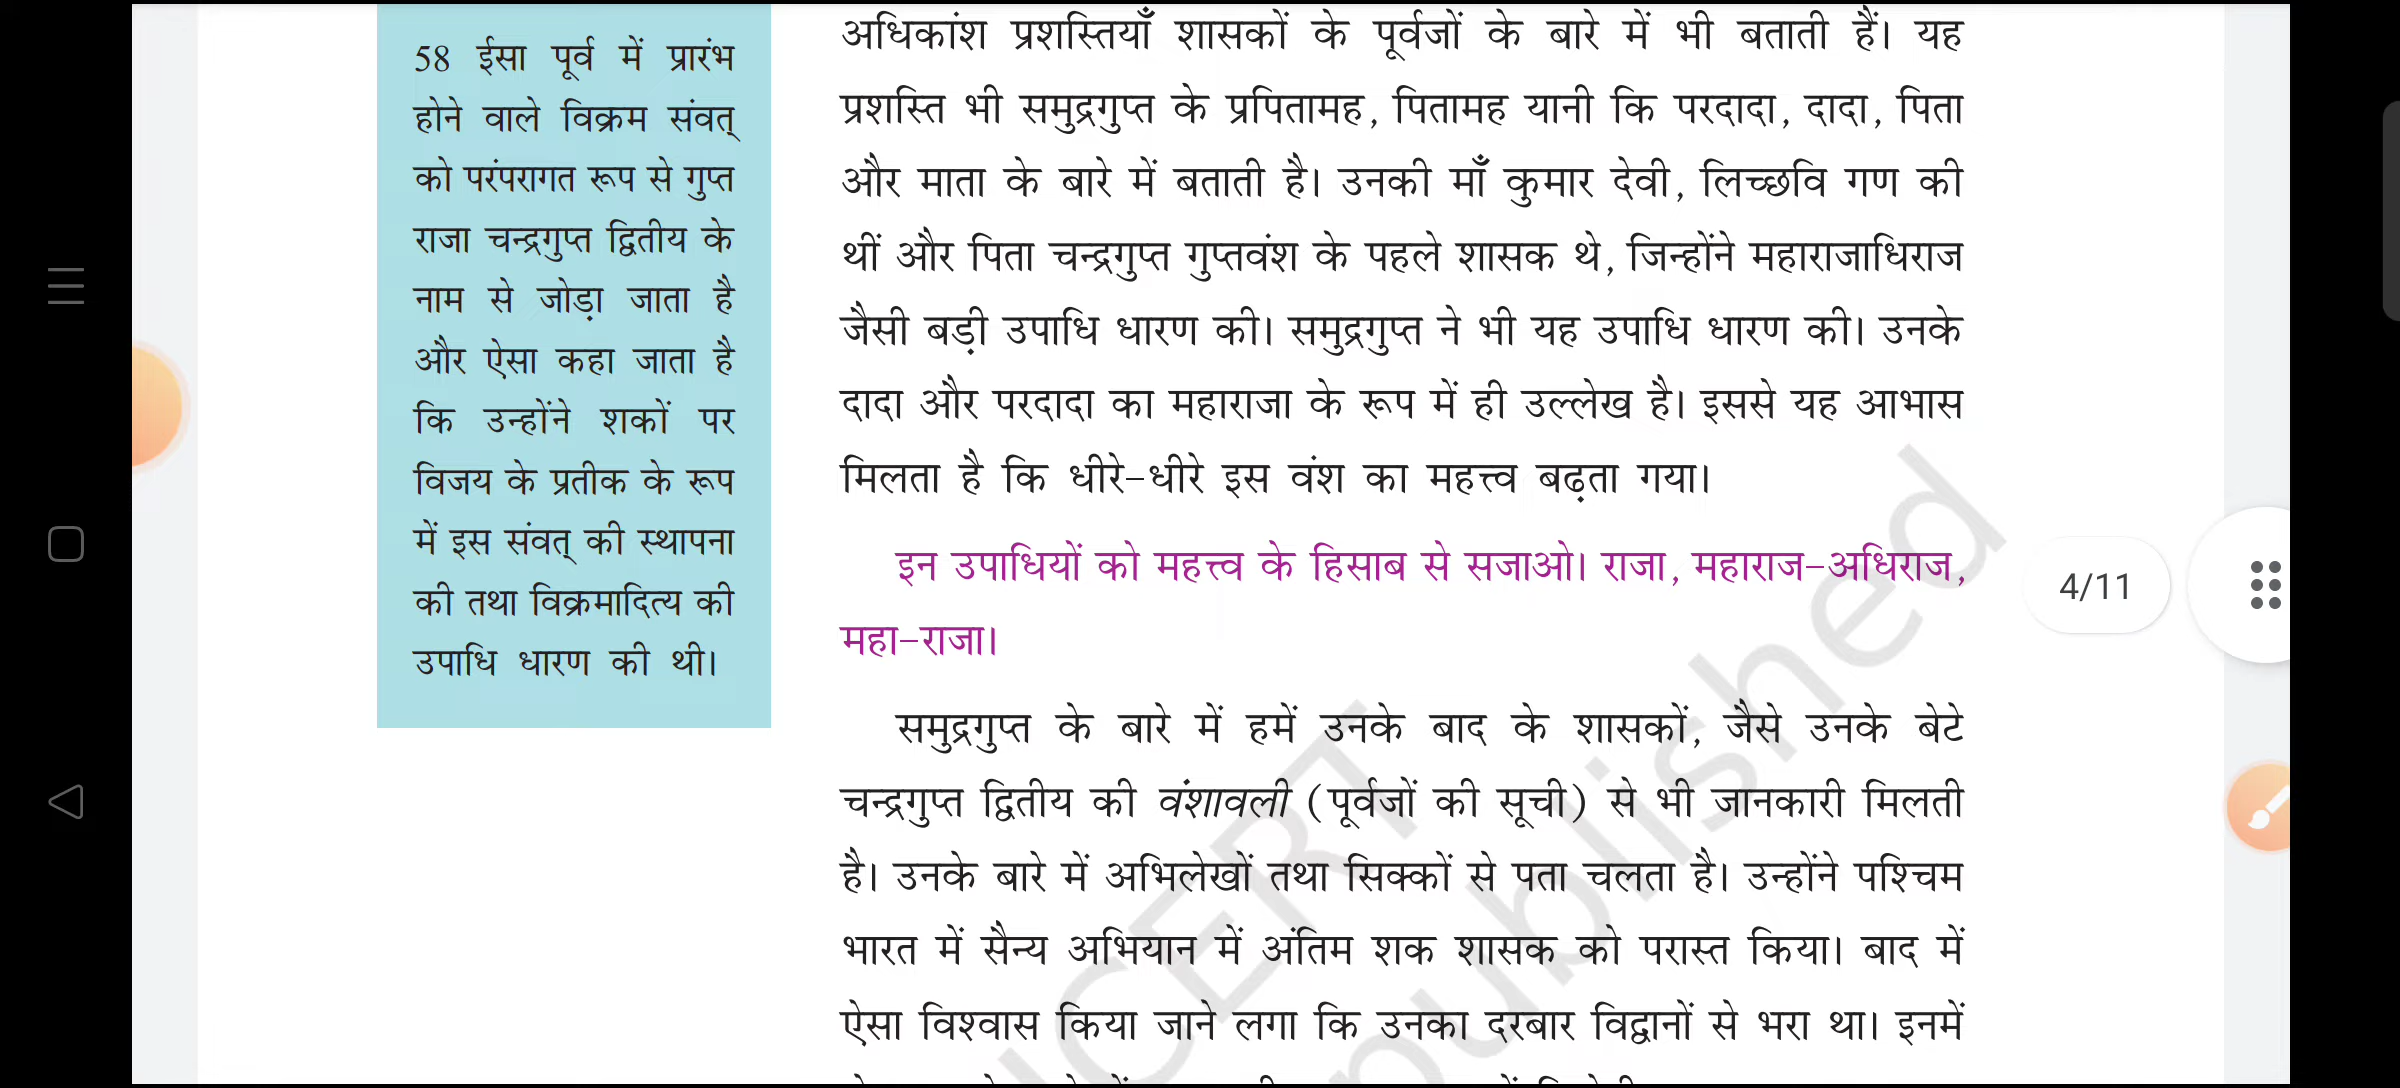 58 ईसा पूर्व में प्रारंभ
होने वाले विक्रम संवत्
को परंपरागत रूप से गुप्त
राजा चन्द्रगुप्त द्वितीय के
नाम से जोड़ा जाता है
और ऐसा कहा जाता है
कि उन्होंने शकों पर
विजय के प्रतीक के रूप
में इस संवत् की स्थापना
की तथा विक्रमादित्य की
उपाधि धारण की थी।
अधिकांश प्रशस्तियाँ शासकों के पूर्वजों के बारे में भी बताती हैं। यह
प्रशस्ति भी समुद्रगुप्त के प्रपितामह, पितामह यानी कि परदादा, दादा, पिता
और माता के बारे में बताती है। उनकी माँ कुमार देवी, लिच्छवि गण की
थीं और पिता चन्द्रगुप्त गुप्तवंश के पहले शासक थे, जिन्होंने महाराजाधिराज
जैसी बड़ी उपाधि धारण की। समुद्रगुप्त ने भी यह उपाधि धारण की। उनके
दादा और परदादा का महाराजा के रूप में ही उल्लेख है। इससे यह आभास
मिलता है कि धीरे-धीरे इस वंश का महत्त्व बढ़ता गया।
इन उपाधियों को महत्त्व के हिसाब से सजाओ। राजा, महाराज-अधिराज,
महा-राजा।
समुद्रगुप्त के बारे में हमें उनके बाद के शासकों, जैसे उनके बेटे
चन्द्रगुप्त द्वितीय की वंशावली (पूर्वजों की सूची) से भी जानकारी मिलती
है। उनके बारे में अभिलेखों तथा सिक्कों से पता चलता है। उन्होंने पश्चिम
भारत में सैन्य अभियान में अंतिम शक शासक को परास्त किया। बाद में
ऐसा विश्वास किया जाने लगा कि उनका दरबार विद्वानों से भरा था। इनमें
4/11
NCERT
published